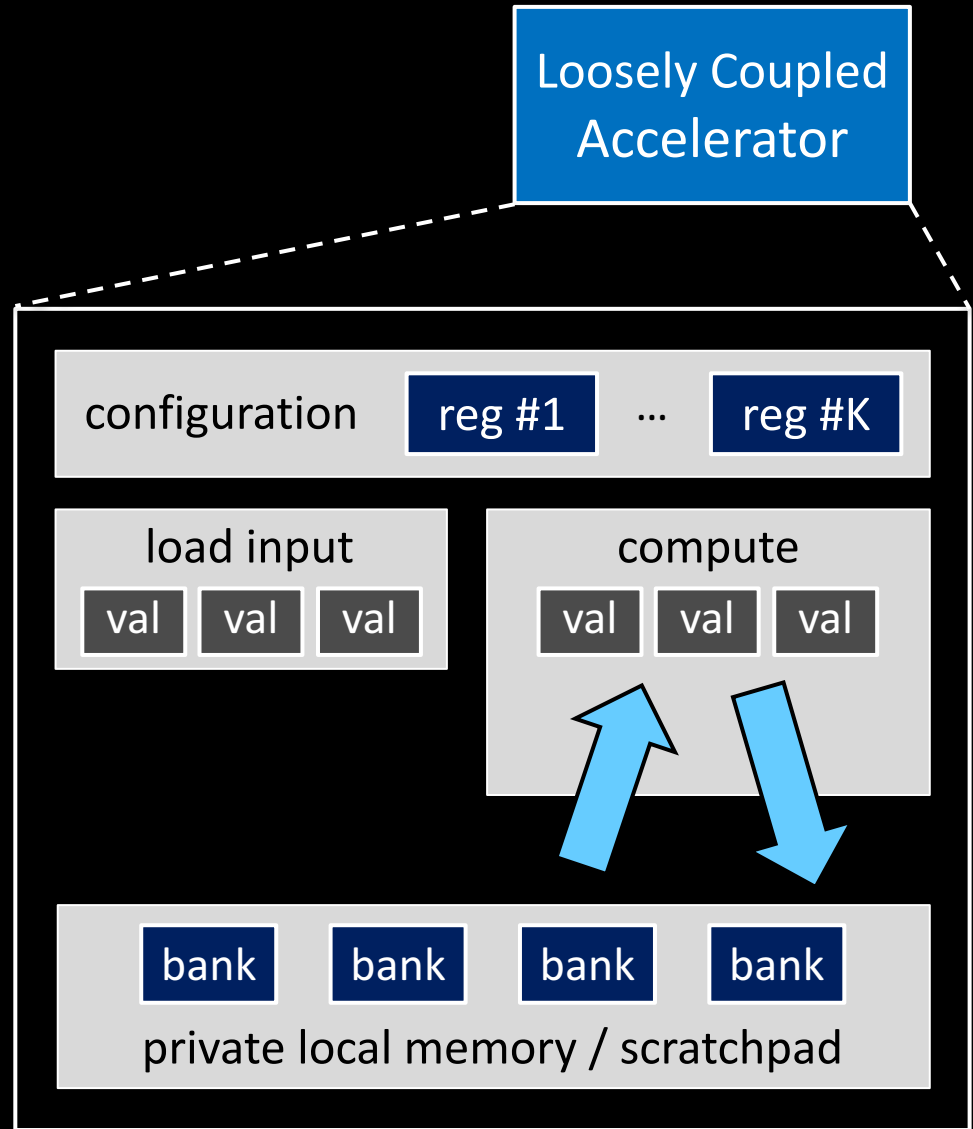 Loosely Coupled
Accelerator
configuration reg #1 ... reg #K
load input
val val val
compute
val val val
bank bank bank bank
private local memory / scratchpad